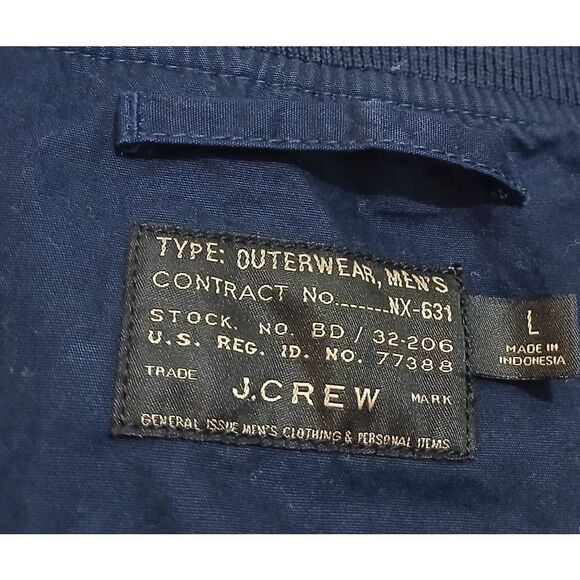 TYPE: OUTERWEAR, MEN'S
CONTRACT No.......... NX-631
STOCK. NO. BD / 32-206
U.S. REG. ID. NO. 77388
TRADE J.CREW MARK
GENERAL ISSUE MEN'S CLOTHING & PERSONAL ITEMS
L
MADE IN
INDONESIA